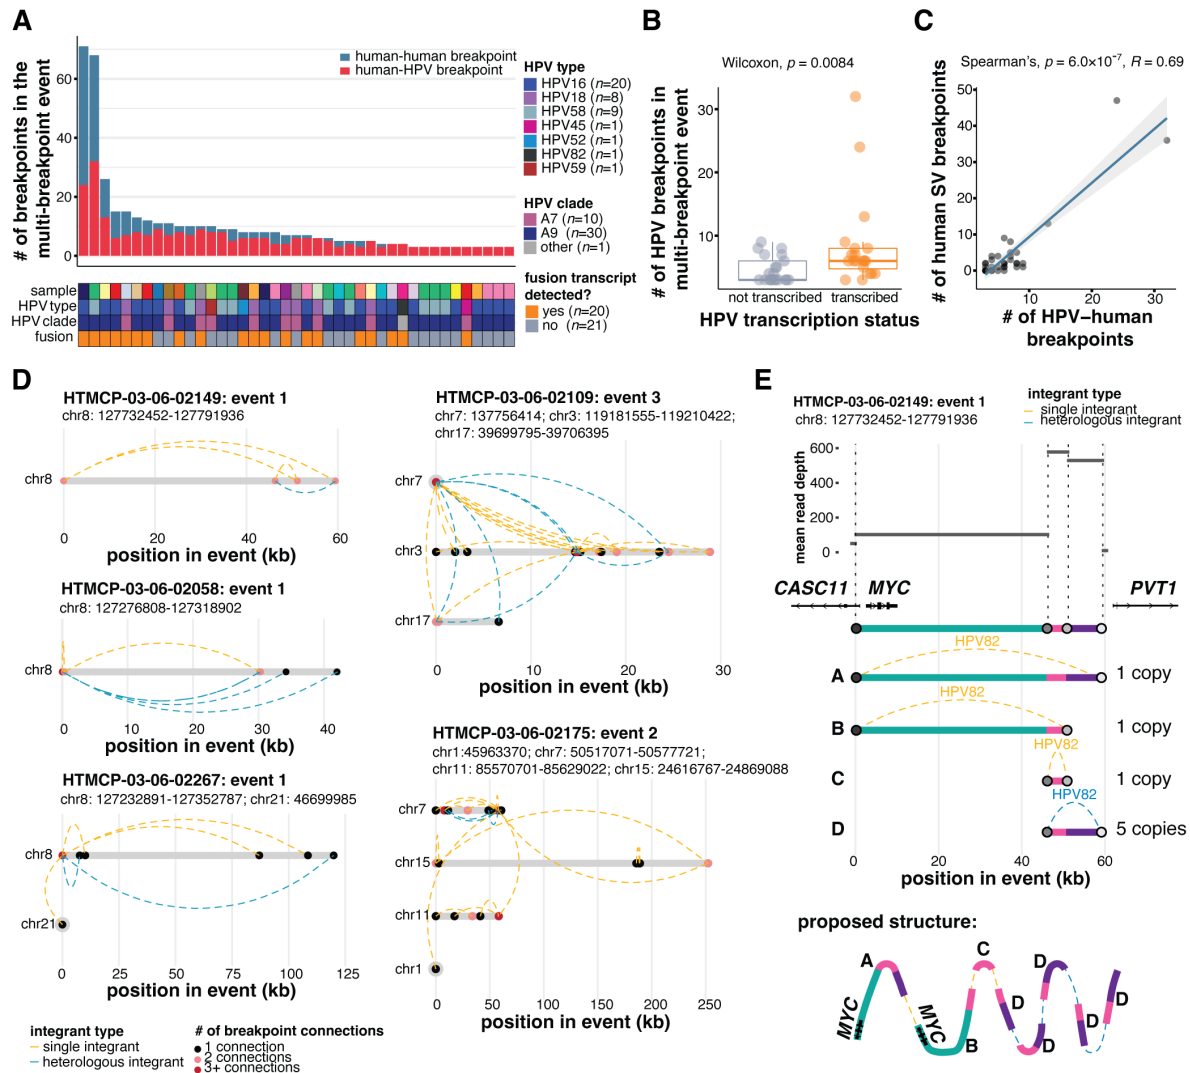 A
# of breakpoints in the
multi-breakpoint event
60
40
20
0
human-human breakpoint
human-HPV breakpoint
sample
HPV type
HPV clade
fusion
HPV type
HPV16 (n=20)
HPV18 (n=8)
HPV58 (n=9)
HPV45 (n=1)
HPV52 (n=1)
HPV82 (n=1)
HPV59 (n=1)
HPV clade
A7 (n=10)
A9 (n=30)
other (n=1)
fusion transcript
detected?
yes (n=20)
no (n=21)
B
Wilcoxon, p = 0.0084
# of HPV breakpoints in
multi-breakpoint event
30
20
10
not transcribed
transcribed
HPV transcription status
C
Spearman's, p = 6.0×10⁻⁷, R = 0.69
# of human SV breakpoints
50
40
30
20
10
0
10
20
30
# of HPV–human
breakpoints
D
HTMCP-03-06-02149: event 1
chr8: 127732452-127791936
chr8
0
20
40
60
position in event (kb)
HTMCP-03-06-02058: event 1
chr8: 127276808-127318902
chr8
0
10
20
30
40
position in event (kb)
HTMCP-03-06-02267: event 1
chr8: 127232891-127352787; chr21: 46699985
chr8
chr21
0
25
50
75
100
125
position in event (kb)
integrant type
single integrant
heterologous integrant
# of breakpoint connections
1 connection
2 connections
3+ connections
HTMCP-03-06-02109: event 3
chr7: 137756414; chr3: 119181555-119210422;
chr17: 39699795-39706395
chr7
chr3
chr17
0
10
20
30
position in event (kb)
HTMCP-03-06-02175: event 2
chr1:45963370; chr7: 50517071-50577721;
chr11: 85570701-85629022; chr15: 24616767-24869088
chr7
chr15
chr11
chr1
0
50
100
150
200
250
position in event (kb)
E
HTMCP-03-06-02149: event 1
chr8: 127732452-127791936
integrant type
single integrant
heterologous integrant
mean read depth
600
400
200
0
CASC11
MYC
PVT1
HPV82
A
1 copy
HPV82
B
1 copy
HPV82
C
1 copy
HPV82
D
5 copies
0
20
40
60
position in event (kb)
proposed structure:
A
C
D
MYC
MYC
B
D
D
D
D